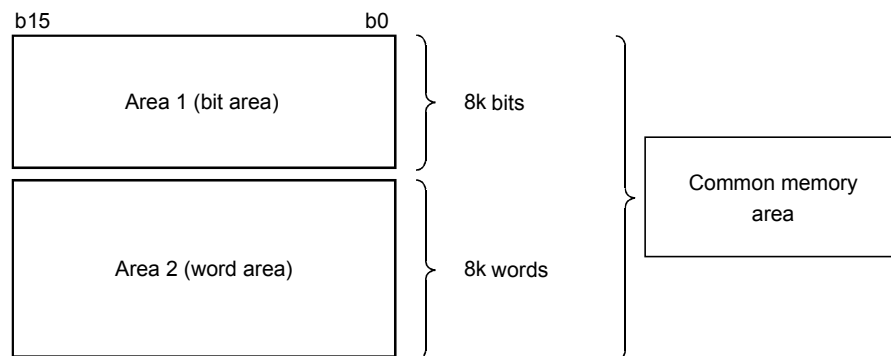 b15 b0
Area 1 (bit area)
8k bits
Common memory
area
Area 2 (word area)
8k words